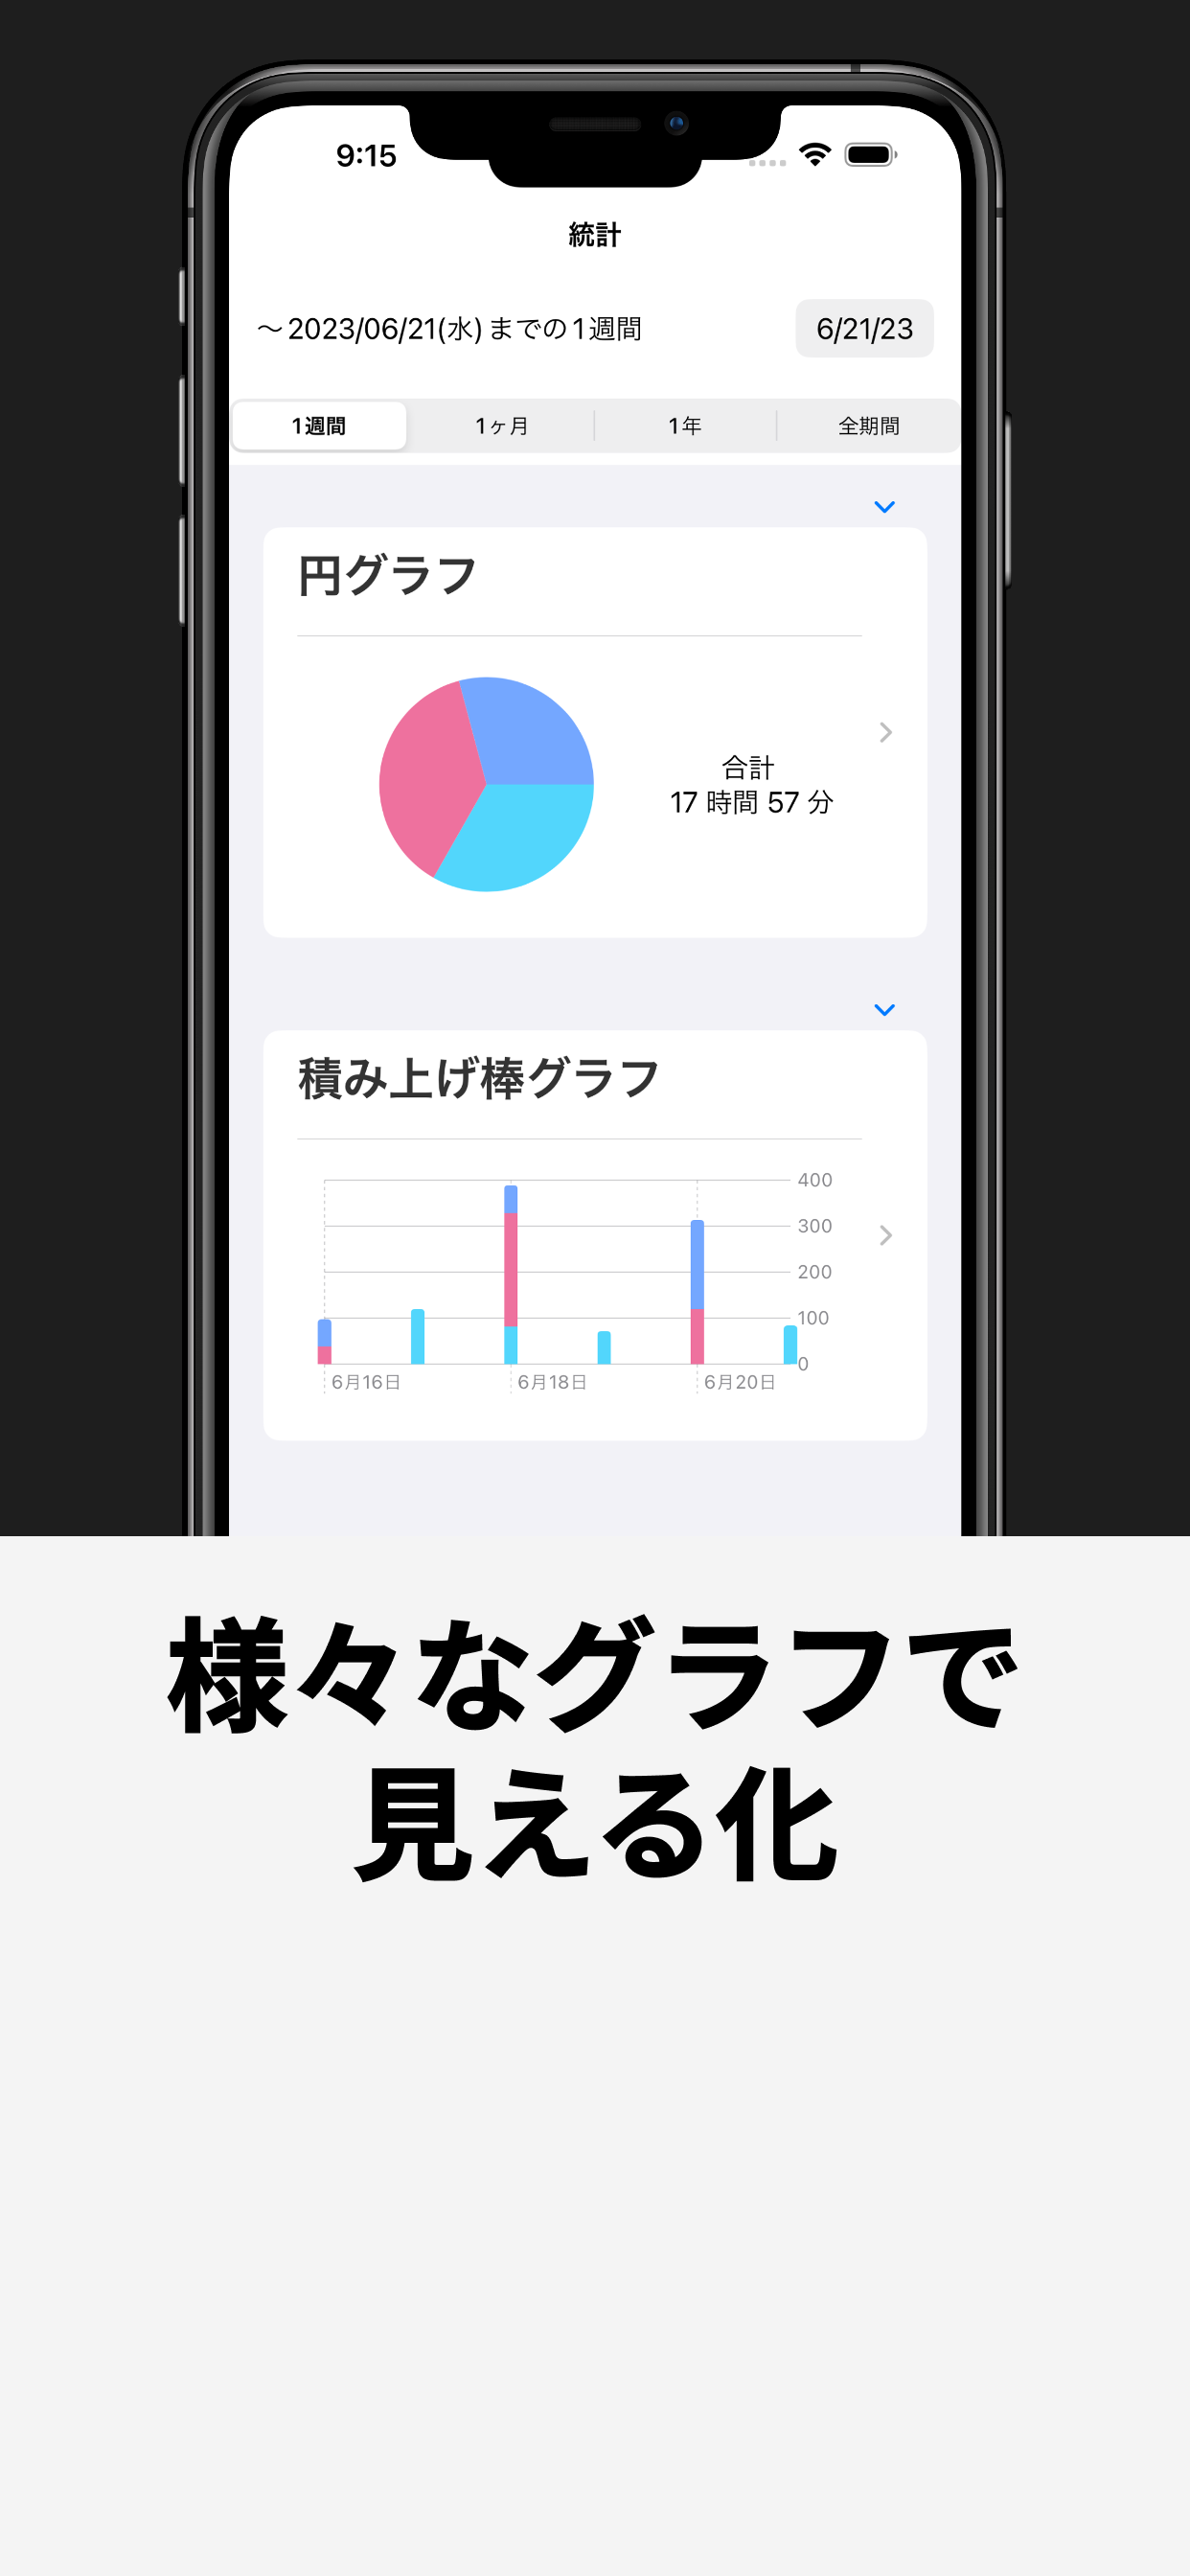 9:15
統計
～2023/06/21(水)までの1週間
6/21/23
1週間
1ヶ月
1年
全期間
円グラフ
合計
17 時間 57 分
積み上げ棒グラフ
400
300
200
100
0
6月16日
6月18日
6月20日
様々なグラフで
見える化